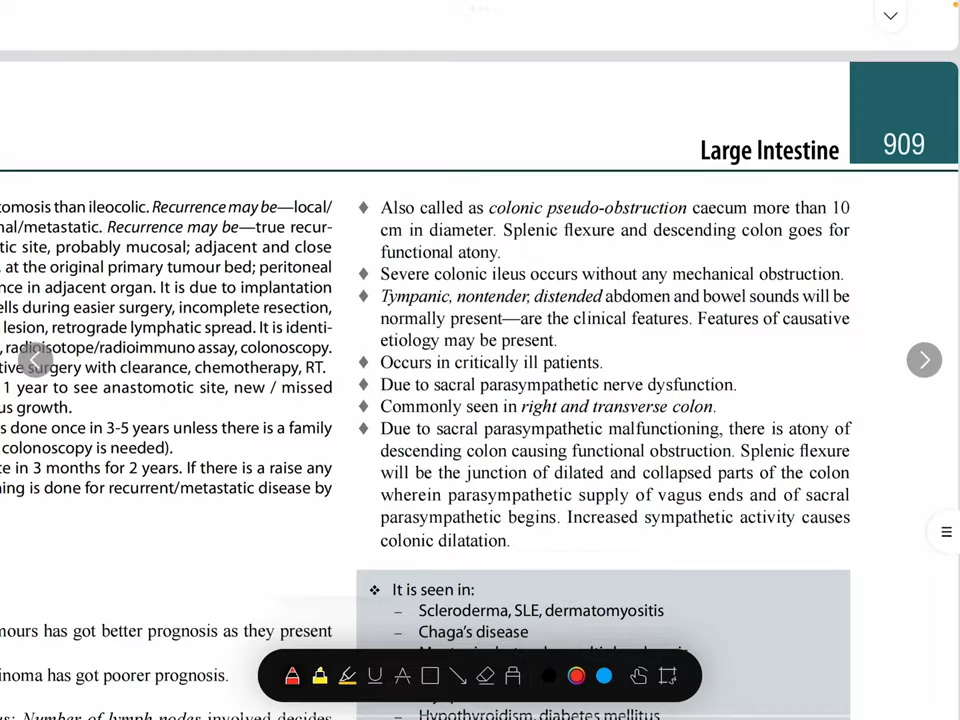 Large Intestine
909
tomosis than ileocolic. Recurrence may be—local/
nal/metastatic. Recurrence may be—true recur-
tic site, probably mucosal; adjacent and close
, at the original primary tumour bed; peritoneal
nce in adjacent organ. It is due to implantation
ells during easier surgery, incomplete resection,
lesion, retrograde lymphatic spread. It is identi-
, radioisotope/radioimmuno assay, colonoscopy.
tive surgery with clearance, chemotherapy, RT.
1 year to see anastomotic site, new / missed
us growth.
s done once in 3-5 years unless there is a family
colonoscopy is needed).
ce in 3 months for 2 years. If there is a raise any
ning is done for recurrent/metastatic disease by
mours has got better prognosis as they present
inoma has got poorer prognosis.
us: Number of lymph nodes involved decides
♦ Also called as colonic pseudo-obstruction caecum more than 10
cm in diameter. Splenic flexure and descending colon goes for
functional atony.
♦ Severe colonic ileus occurs without any mechanical obstruction.
♦ Tympanic, nontender, distended abdomen and bowel sounds will be
normally present—are the clinical features. Features of causative
etiology may be present.
♦ Occurs in critically ill patients.
♦ Due to sacral parasympathetic nerve dysfunction.
♦ Commonly seen in right and transverse colon.
♦ Due to sacral parasympathetic malfunctioning, there is atony of
descending colon causing functional obstruction. Splenic flexure
will be the junction of dilated and collapsed parts of the colon
wherein parasympathetic supply of vagus ends and of sacral
parasympathetic begins. Increased sympathetic activity causes
colonic dilatation.
❖ It is seen in:
– Scleroderma, SLE, dermatomyositis
– Chaga's disease
– Hypothyroidism, diabetes mellitus